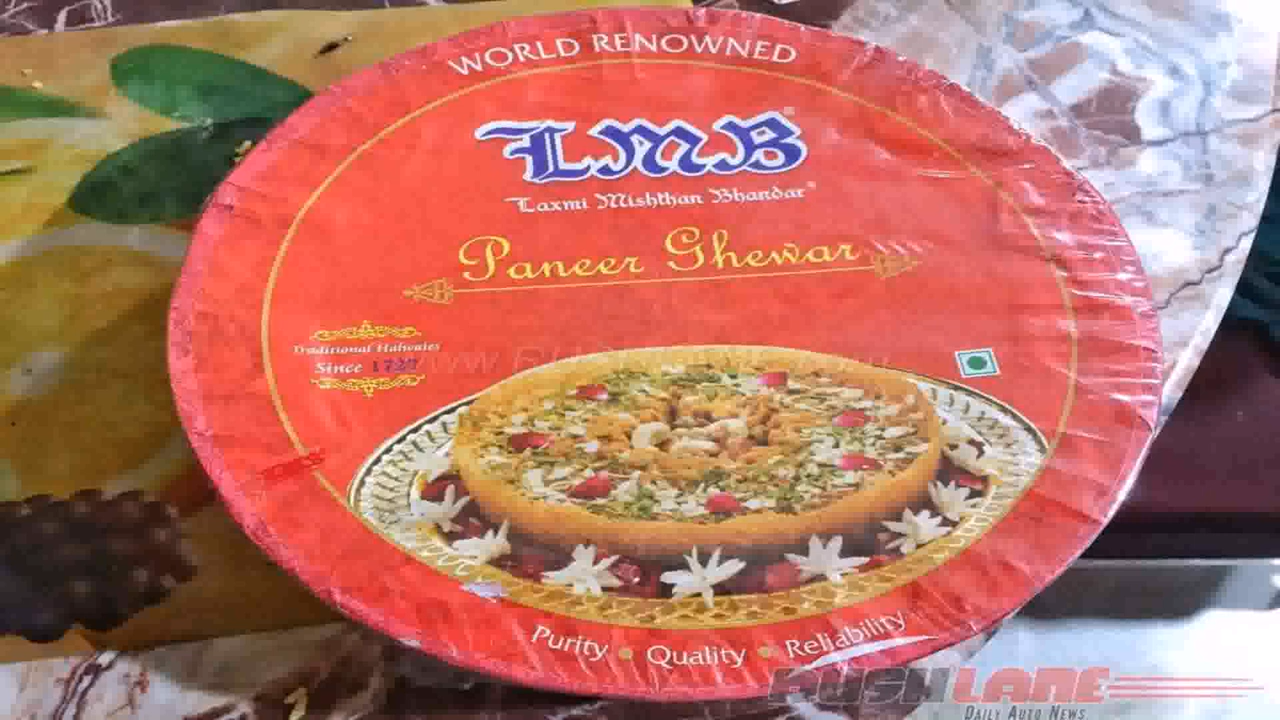 WORLD RENOWNED
LMB
Laxmi Mishthan Bhandar
Paneer Ghewar
Traditional Halwaies
Since 1727
Purity • Quality • Reliability
RUSHLANE
DAILY AUTO NEWS